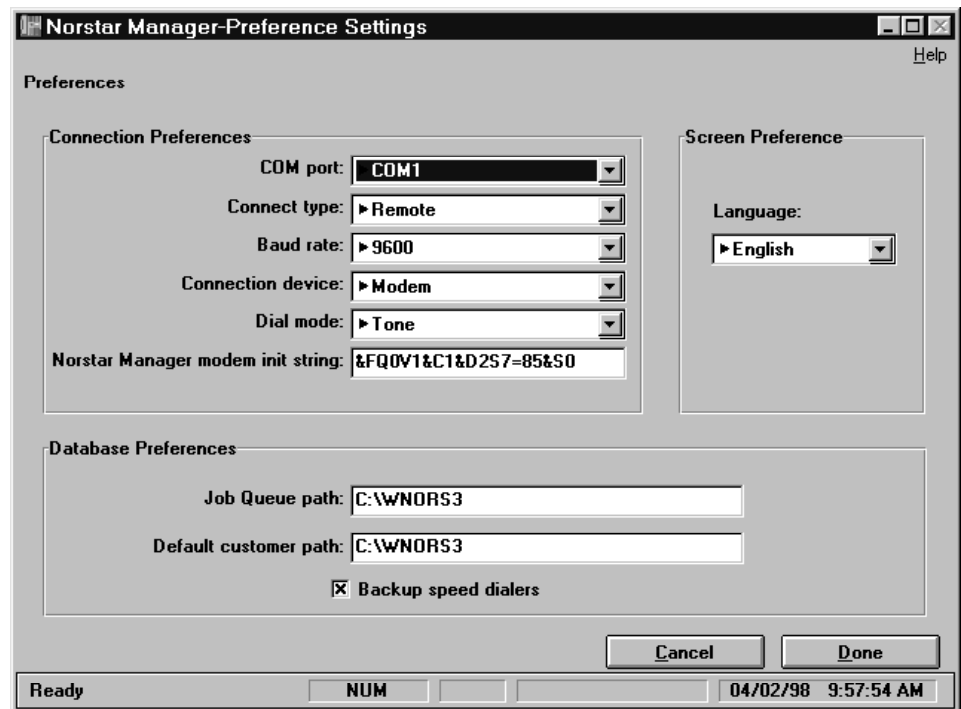 Norstar Manager-Preference Settings
Help
Preferences
Connection Preferences
COM port: COM1
Connect type: Remote
Baud rate: 9600
Connection device: Modem
Dial mode: Tone
Norstar Manager modem init string: &FQ0V1&C1&D2S7=85&S0
Screen Preference
Language:
English
Database Preferences
Job Queue path: C:\WNORS3
Default customer path: C:\WNORS3
Backup speed dialers
Cancel Done
Ready NUM 04/02/98 9:57:54 AM